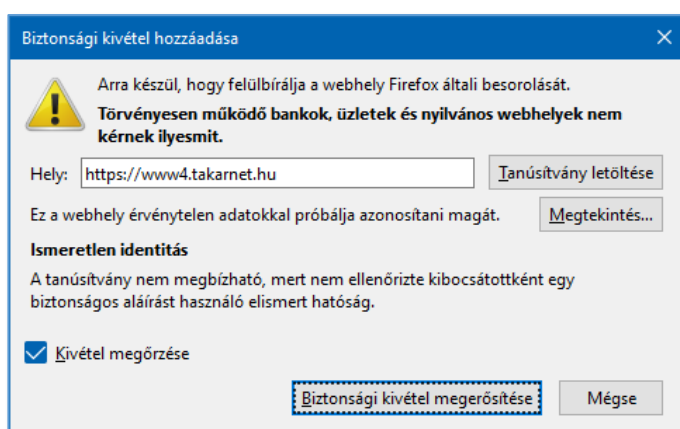 Biztonsági kivétel hozzáadása
Arra készül, hogy felülbírálja a webhely Firefox általi besorolását.
Törvényesen működő bankok, üzletek és nyilvános webhelyek nem
kérnek ilyesmit.
Hely: https://www4.takarnet.hu Tanúsítvány letöltése
Ez a webhely érvénytelen adatokkal próbálja azonosítani magát. Megtekintés...
Ismeretlen identitás
A tanúsítvány nem megbízható, mert nem ellenőrizte kibocsátottként egy
biztonságos aláírást használó elismert hatóság.
Kivétel megőrzése
Biztonsági kivétel megerősítése Mégse